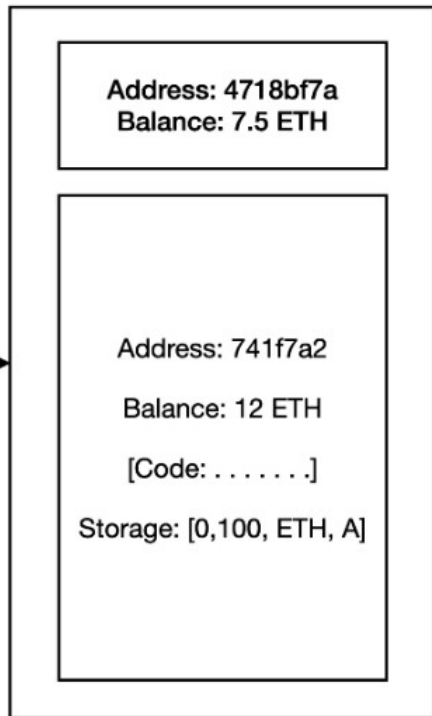 Address: 4718bf7a
Balance: 7.5 ETH
Address: 741f7a2
Balance: 12 ETH
[Code: . . . . . . .]
Storage: [0,100, ETH, A]